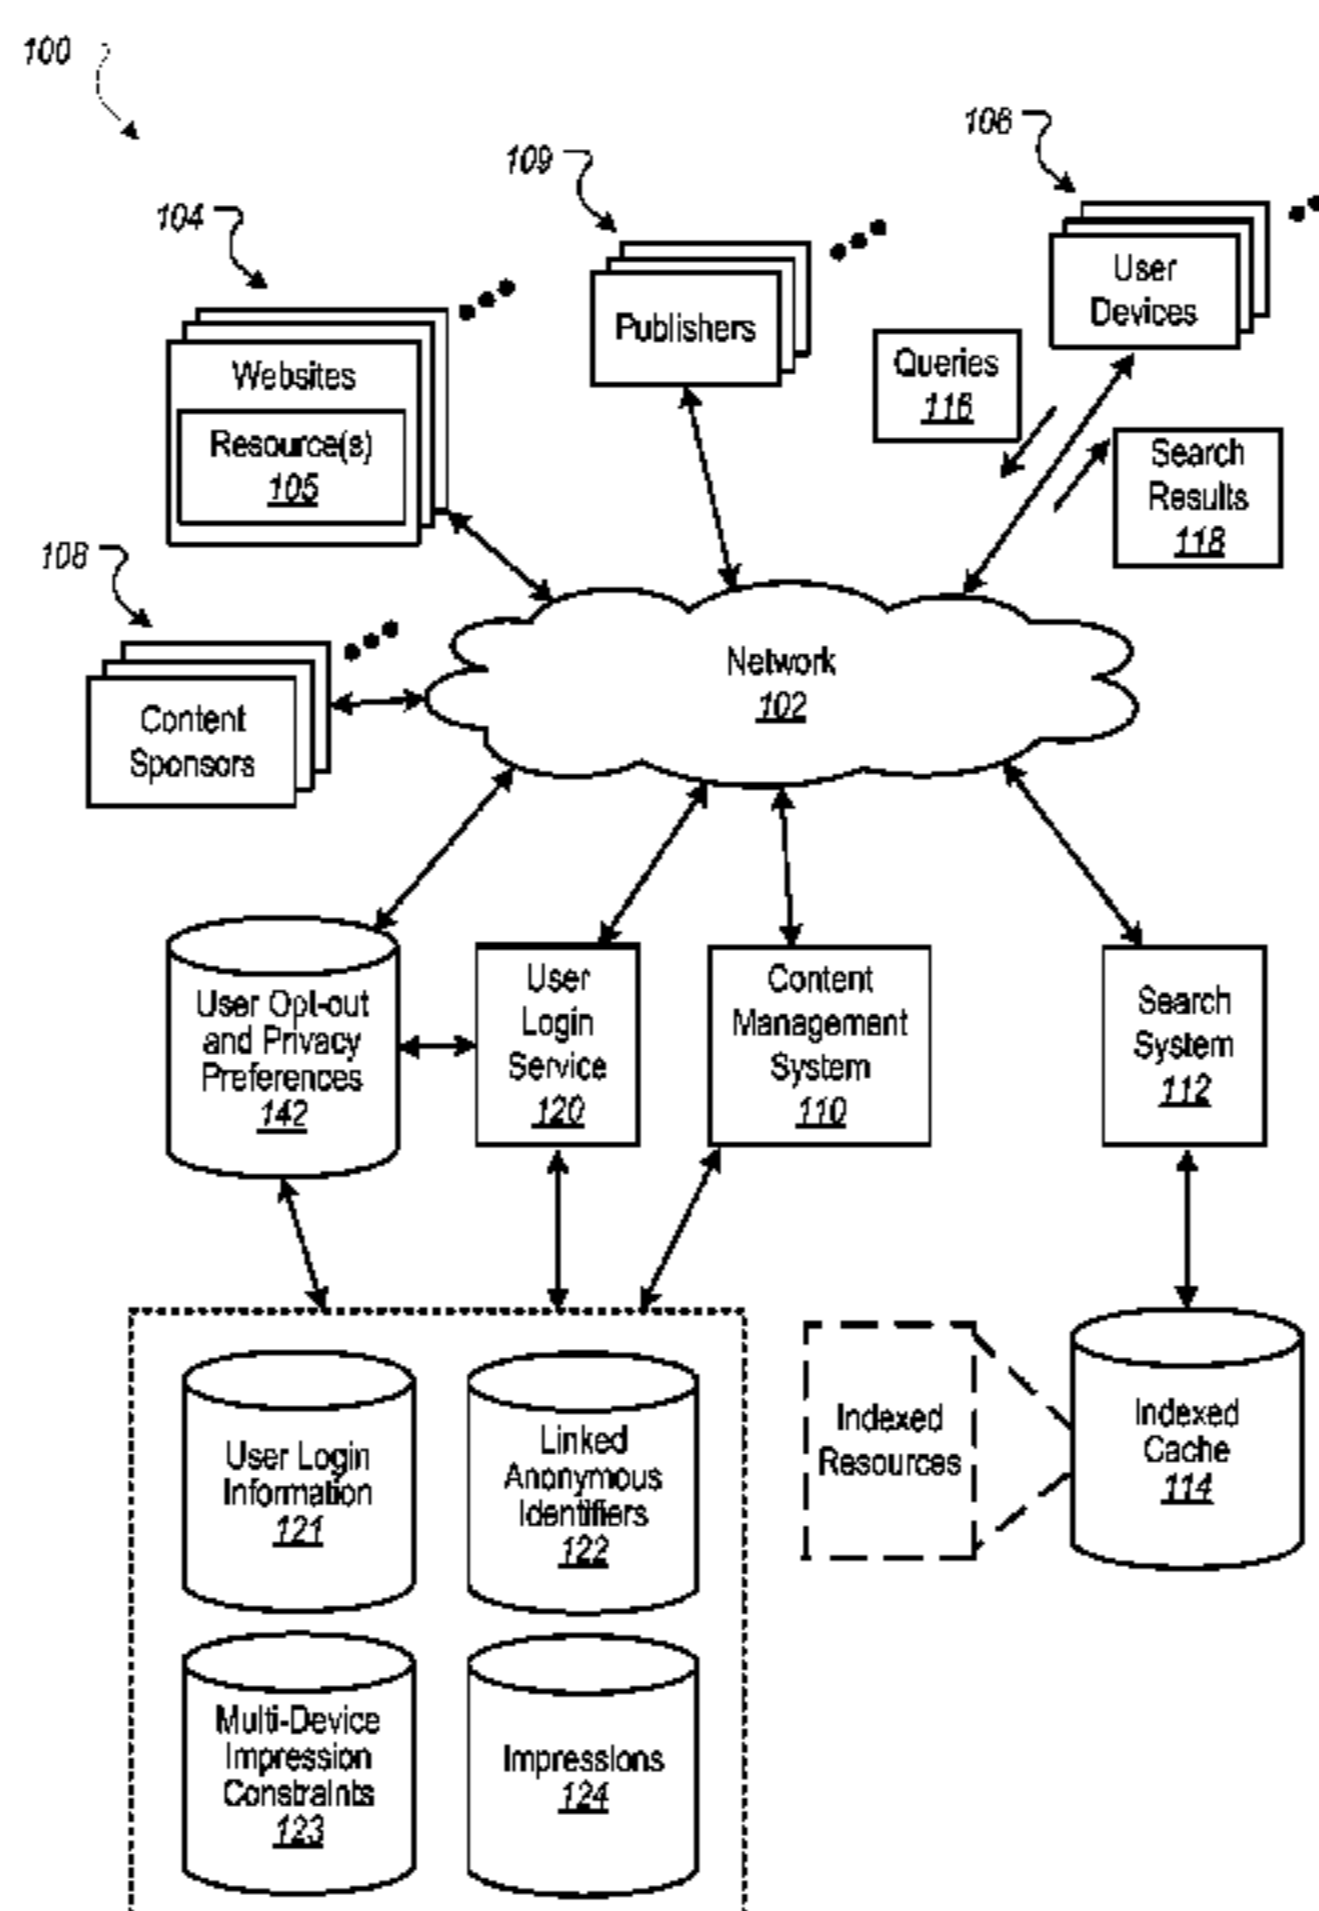 100
106
109
104
User
Devices
Publishers
Queries
116
Websites
Resource(s)
105
Search
Results
118
108
Network
102
Content
Sponsors
User Opt-out
and Privacy
Preferences
142
User
Login
Service
120
Content
Management
System
110
Search
System
112
User Login
Information
121
Linked
Anonymous
Identifiers
122
Indexed
Resources
Indexed
Cache
114
Multi-Device
Impression
Constraints
123
Impressions
124